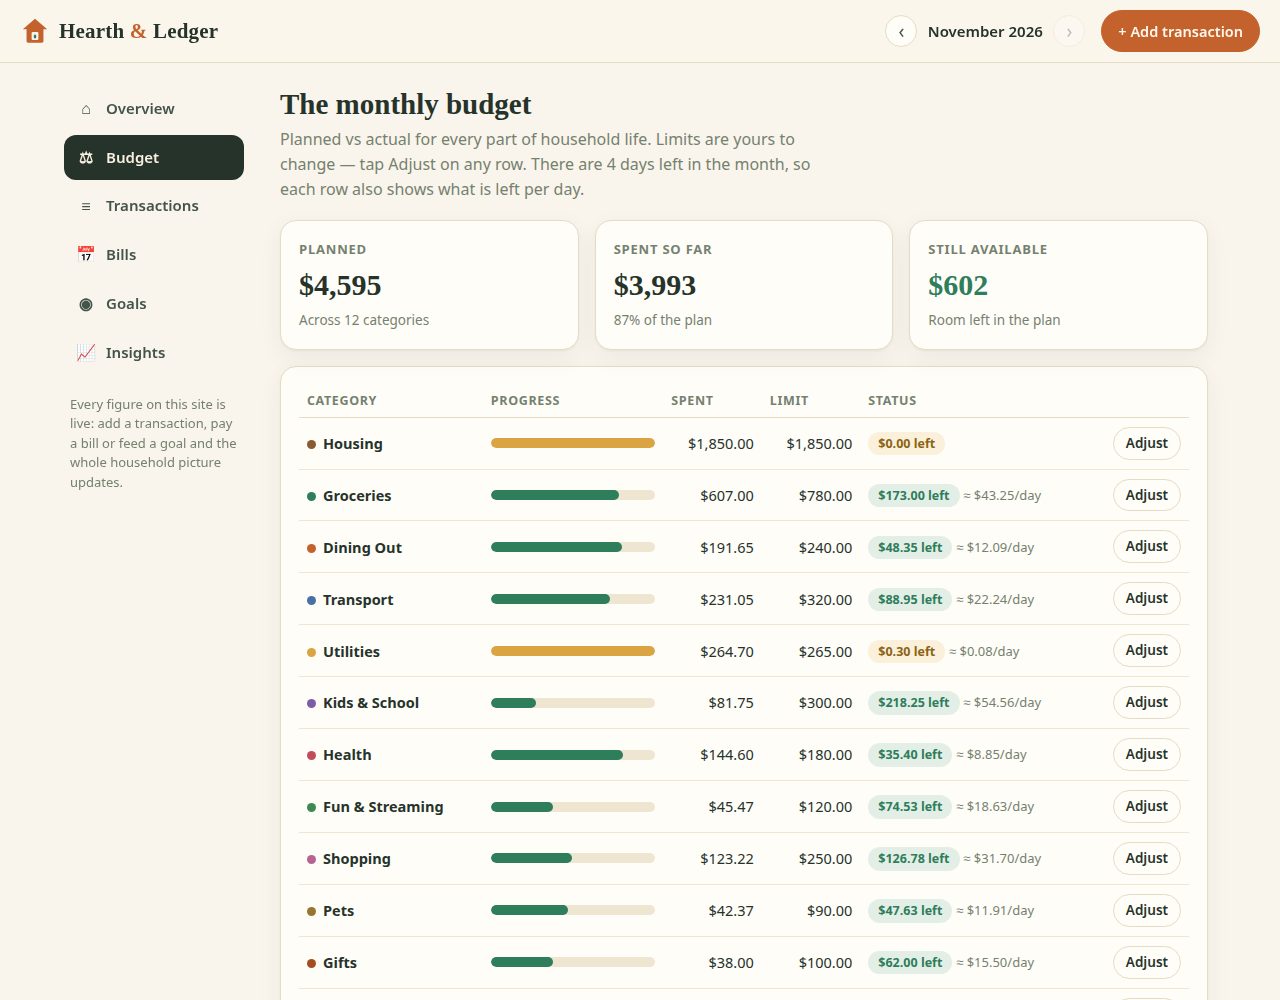 Hearth & Ledger
‹ November 2026 ›
+ Add transaction
Overview
Budget
Transactions
Bills
Goals
Insights
Every figure on this site is
live: add a transaction, pay
a bill or feed a goal and the
whole household picture
updates.
The monthly budget
Planned vs actual for every part of household life. Limits are yours to
change — tap Adjust on any row. There are 4 days left in the month, so
each row also shows what is left per day.
PLANNED
$4,595
Across 12 categories
SPENT SO FAR
$3,993
87% of the plan
STILL AVAILABLE
$602
Room left in the plan
CATEGORY PROGRESS SPENT LIMIT STATUS
Housing $1,850.00 $1,850.00 $0.00 left Adjust
Groceries $607.00 $780.00 $173.00 left ≈ $43.25/day Adjust
Dining Out $191.65 $240.00 $48.35 left ≈ $12.09/day Adjust
Transport $231.05 $320.00 $88.95 left ≈ $22.24/day Adjust
Utilities $264.70 $265.00 $0.30 left ≈ $0.08/day Adjust
Kids & School $81.75 $300.00 $218.25 left ≈ $54.56/day Adjust
Health $144.60 $180.00 $35.40 left ≈ $8.85/day Adjust
Fun & Streaming $45.47 $120.00 $74.53 left ≈ $18.63/day Adjust
Shopping $123.22 $250.00 $126.78 left ≈ $31.70/day Adjust
Pets $42.37 $90.00 $47.63 left ≈ $11.91/day Adjust
Gifts $38.00 $100.00 $62.00 left ≈ $15.50/day Adjust